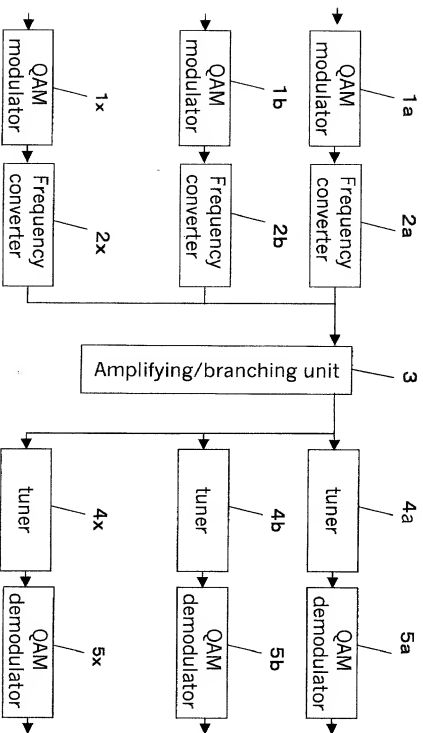 1a
QAM
modulator
2a
Frequency
converter
1b
QAM
modulator
2b
Frequency
converter
1x
QAM
modulator
2x
Frequency
converter
3
Amplifying/branching unit
4a
tuner
5a
QAM
demodulator
4b
tuner
5b
QAM
demodulator
4x
tuner
5x
QAM
demodulator